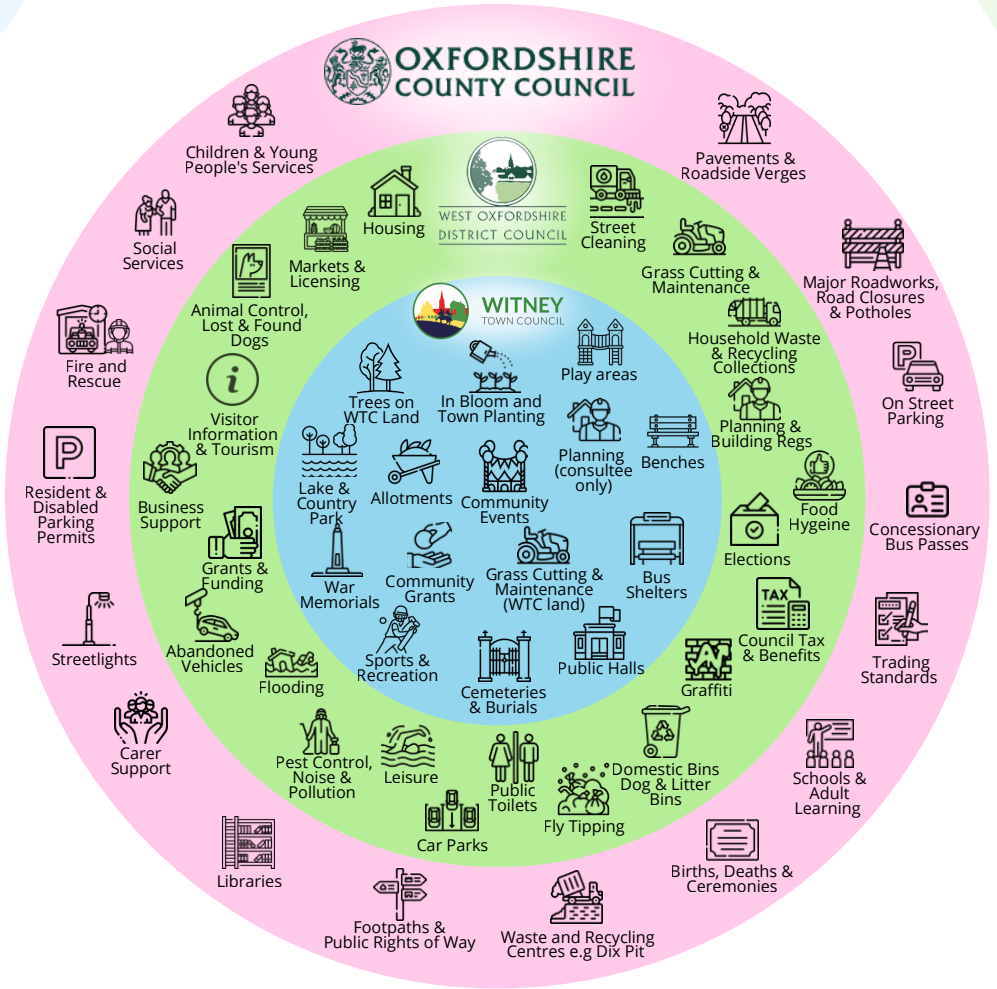 OXFORDSHIRE
COUNTY COUNCIL
Children & Young
People's Services
Pavements &
Roadside Verges
Social
Services
Major Roadworks,
Road Closures
& Potholes
Fire and
Rescue
On Street
Parking
P
Resident &
Disabled
Parking
Permits
Concessionary
Bus Passes
Streetlights
Trading
Standards
Carer
Support
Schools &
Adult
Learning
Libraries
Births, Deaths &
Ceremonies
Footpaths &
Public Rights of Way
Waste and Recycling
Centres e.g Dix Pit
WEST OXFORDSHIRE
DISTRICT COUNCIL
Housing
Street
Cleaning
Markets &
Licensing
Grass Cutting &
Maintenance
Animal Control,
Lost & Found
Dogs
Household Waste
& Recycling
Collections
i
Visitor
Information
& Tourism
Planning &
Building Regs
Business
Support
Food
Hygeine
Grants &
Funding
Elections
Abandoned
Vehicles
TAX
Council Tax
& Benefits
Flooding
Graffiti
Pest Control,
Noise &
Pollution
Leisure
Public
Toilets
Domestic Bins
Dog & Litter
Bins
Car Parks
Fly Tipping
WITNEY
TOWN COUNCIL
Trees on
WTC Land
In Bloom and
Town Planting
Play areas
Lake &
Country
Park
Allotments
Community
Events
Planning
(consultee
only)
Benches
War
Memorials
Community
Grants
Grass Cutting &
Maintenance
(WTC land)
Bus
Shelters
Sports &
Recreation
Cemeteries
& Burials
Public Halls
P